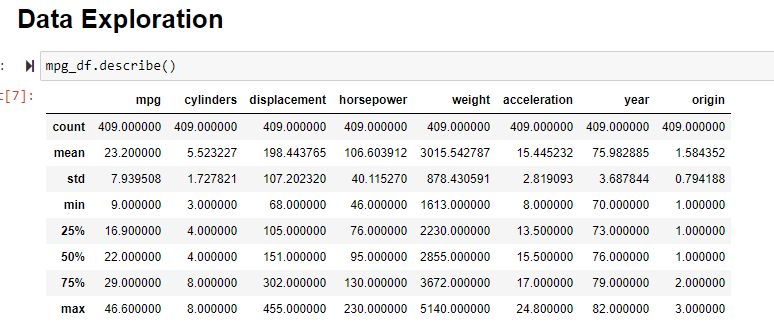 Data Exploration
: mpg_df.describe()
t[7]:
mpg cylinders displacement horsepower weight acceleration year origin
count 409.000000 409.000000 409.000000 409.000000 409.000000 409.000000 409.000000 409.000000
mean 23.200000 5.523227 198.443765 106.603912 3015.542787 15.445232 75.982885 1.584352
std 7.939508 1.727821 107.202320 40.115270 878.430591 2.819093 3.687844 0.794188
min 9.000000 3.000000 68.000000 46.000000 1613.000000 8.000000 70.000000 1.000000
25% 16.900000 4.000000 105.000000 76.000000 2230.000000 13.500000 73.000000 1.000000
50% 22.000000 4.000000 151.000000 95.000000 2855.000000 15.500000 76.000000 1.000000
75% 29.000000 8.000000 302.000000 130.000000 3672.000000 17.000000 79.000000 2.000000
max 46.600000 8.000000 455.000000 230.000000 5140.000000 24.800000 82.000000 3.000000